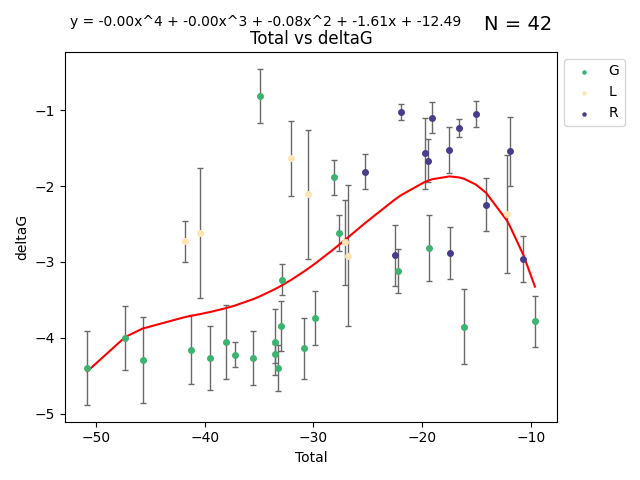 y = -0.00x^4 + -0.00x^3 + -0.08x^2 + -1.61x + -12.49
N = 42
Total vs deltaG
G
L
R
deltaG
−1
−2
−3
−4
−5
−50 −40 −30 −20 −10
Total